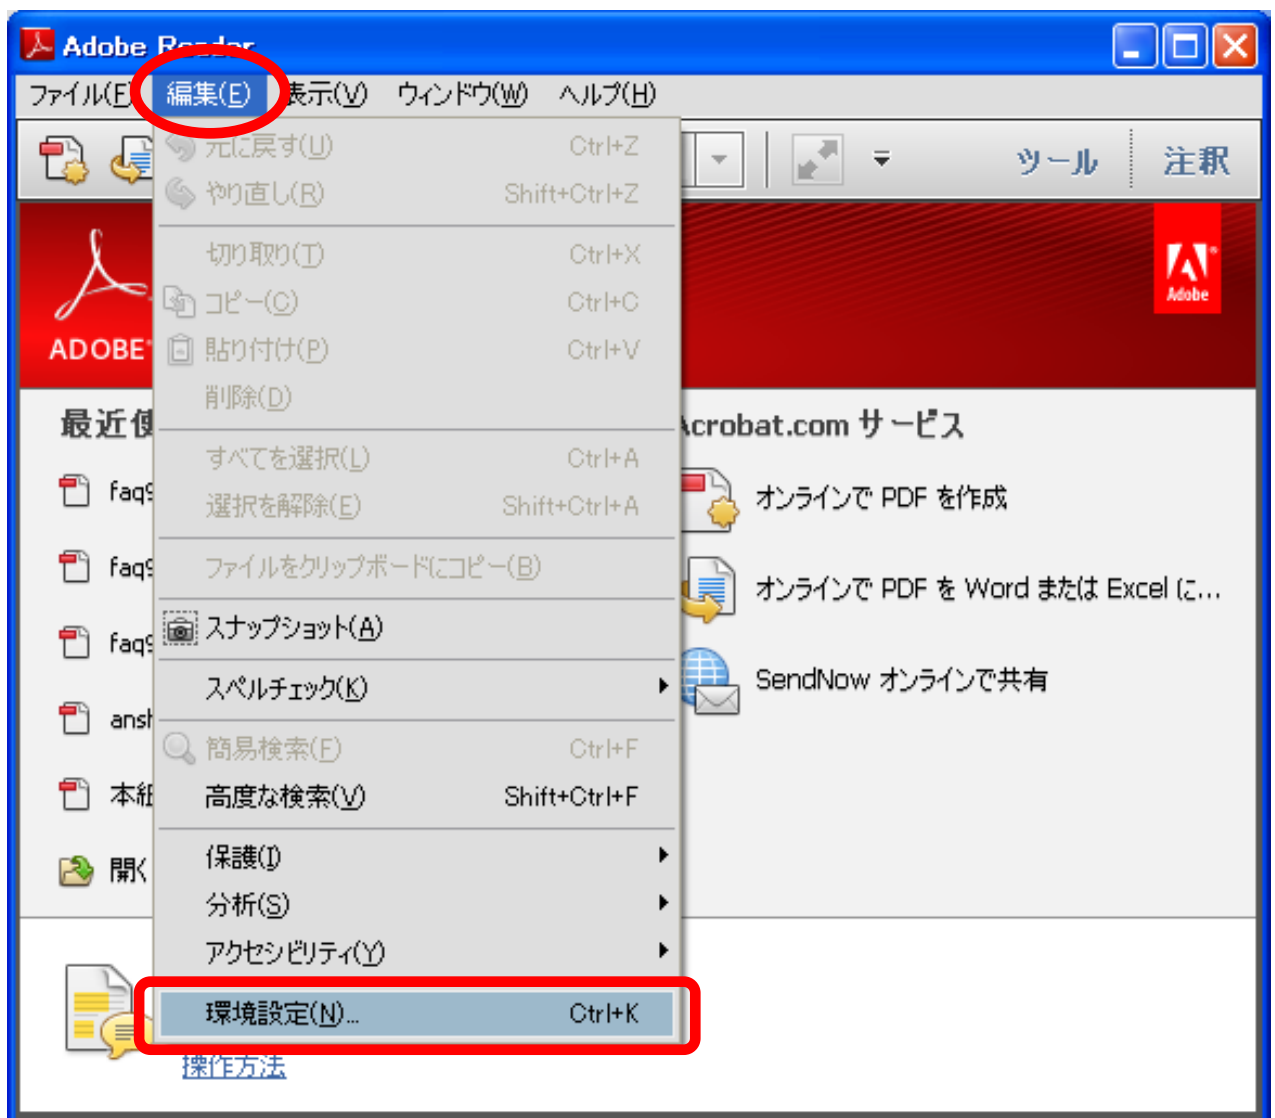 Adobe Reader
ファイル(F) 編集(E) 表示(V) ウィンドウ(W) ヘルプ(H)
元に戻す(U) Ctrl+Z
やり直し(R) Shift+Ctrl+Z
切り取り(T) Ctrl+X
コピー(C) Ctrl+C
貼り付け(P) Ctrl+V
削除(D)
すべてを選択(L) Ctrl+A
選択を解除(E) Shift+Ctrl+A
ファイルをクリップボードにコピー(B)
スナップショット(A)
スペルチェック(K)
簡易検索(F) Ctrl+F
高度な検索(V) Shift+Ctrl+F
保護(I)
分析(S)
アクセシビリティ(Y)
環境設定(N)... Ctrl+K
ツール 注釈
ADOBE
Adobe
最近使
faq9
faq9
faq9
ansh
本組
開く
操作方法
Acrobat.com サービス
オンラインで PDF を作成
オンラインで PDF を Word または Excel に...
SendNow オンラインで共有